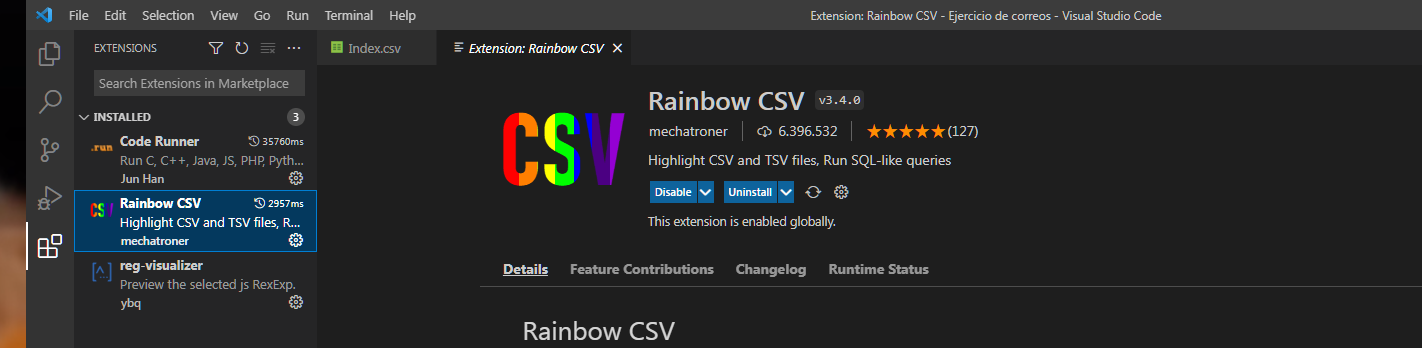 File Edit Selection View Go Run Terminal Help Extension: Rainbow CSV - Ejercicio de correos - Visual Studio Code
EXTENSIONS
Index.csv Extension: Rainbow CSV
Search Extensions in Marketplace
INSTALLED 3
.run Code Runner 35760ms
Run C, C++, Java, JS, PHP, Pyth...
Jun Han
CSV Rainbow CSV 2957ms
Highlight CSV and TSV files, R...
mechatroner
reg-visualizer
Preview the selected js RexExp.
ybq
CSV
Rainbow CSV v3.4.0
mechatroner 6.396.532 (127)
Highlight CSV and TSV files, Run SQL-like queries
Disable Uninstall
This extension is enabled globally.
Details Feature Contributions Changelog Runtime Status
Rainbow CSV